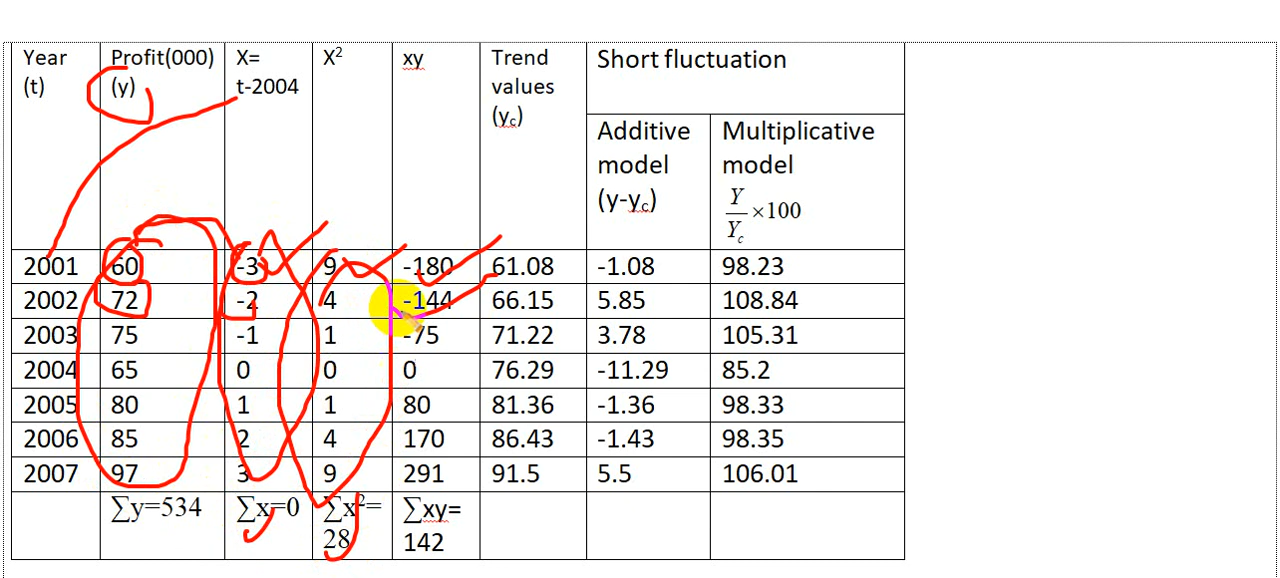 Year Profit(000) X= X² xy Trend Short fluctuation
(t) (y) t-2004 values
(y꜀)
Additive Multiplicative
model model
(y-y꜀) Y/Y꜀ ×100
2001 60 -3 9 -180 61.08 -1.08 98.23
2002 72 -2 4 -144 66.15 5.85 108.84
2003 75 -1 1 -75 71.22 3.78 105.31
2004 65 0 0 0 76.29 -11.29 85.2
2005 80 1 1 80 81.36 -1.36 98.33
2006 85 2 4 170 86.43 -1.43 98.35
2007 97 3 9 291 91.5 5.5 106.01
∑y=534 ∑x=0 ∑x²= ∑xy=
28 142